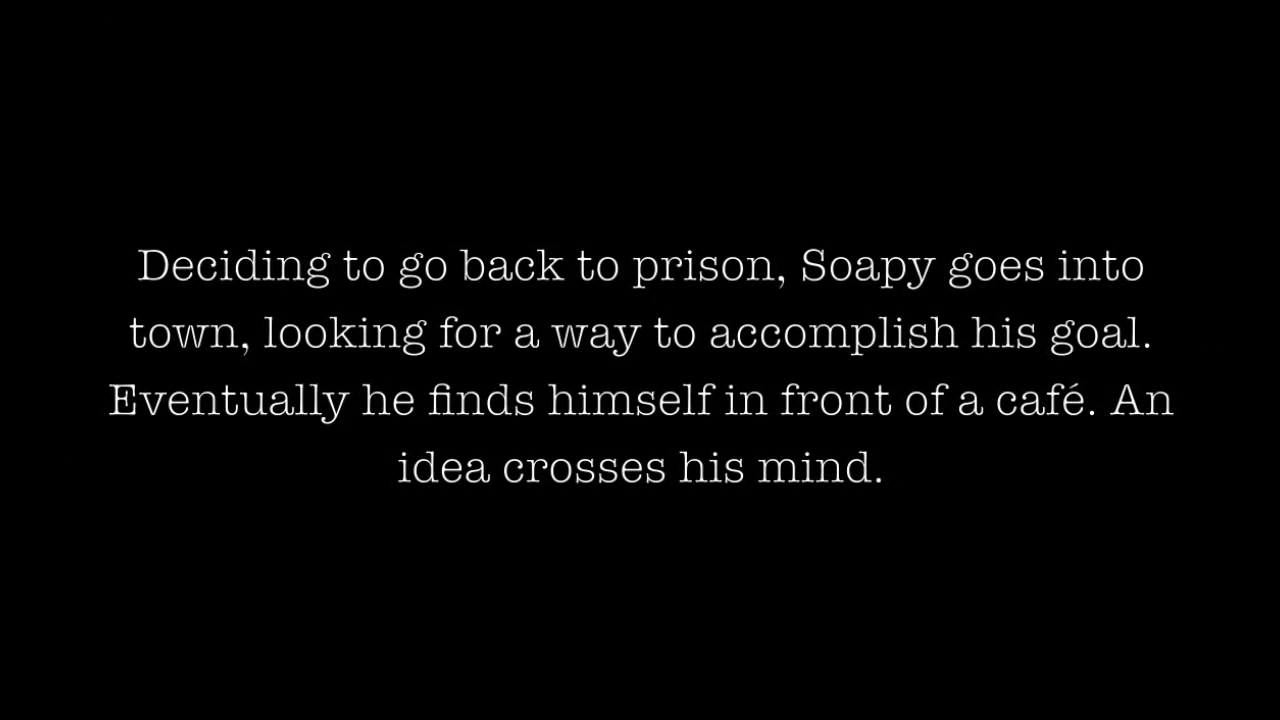 Deciding to go back to prison, Soapy goes into
town, looking for a way to accomplish his goal.
Eventually he finds himself in front of a café. An
idea crosses his mind.